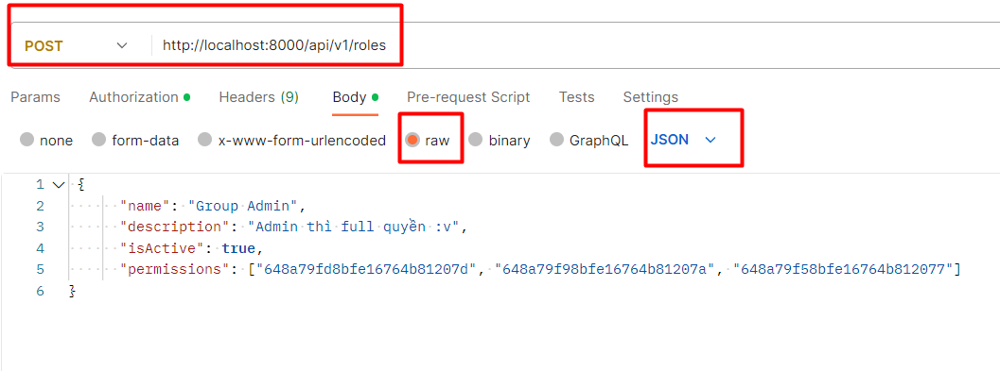 POST http://localhost:8000/api/v1/roles
Params Authorization Headers (9) Body Pre-request Script Tests Settings
none form-data x-www-form-urlencoded raw binary GraphQL JSON
1 {
2 "name": "Group Admin",
3 "description": "Admin thì full quyền :v",
4 "isActive": true,
5 "permissions": ["648a79fd8bfe16764b81207d", "648a79f98bfe16764b81207a", "648a79f58bfe16764b812077"]
6 }